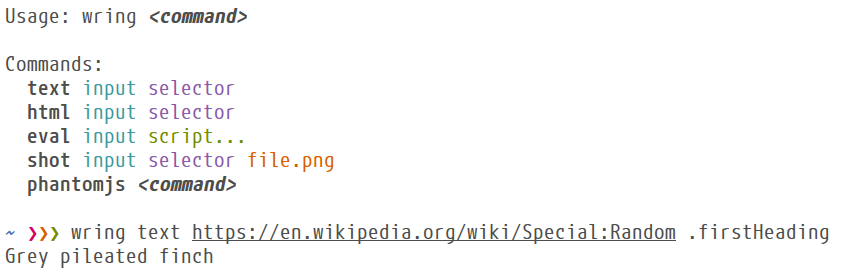 Usage: wring <command>
Commands:
text input selector
html input selector
eval input script...
shot input selector file.png
phantomjs <command>
~ ❯❯❯ wring text https://en.wikipedia.org/wiki/Special:Random .firstHeading
Grey pileated finch